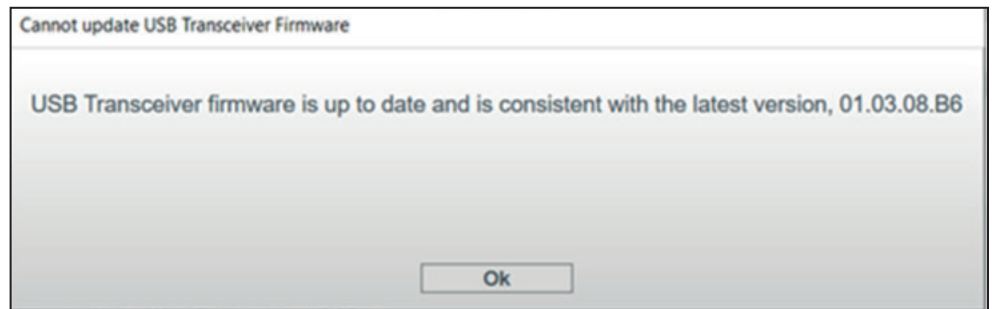 Cannot update USB Transceiver Firmware
USB Transceiver firmware is up to date and is consistent with the latest version, 01.03.08.B6
Ok